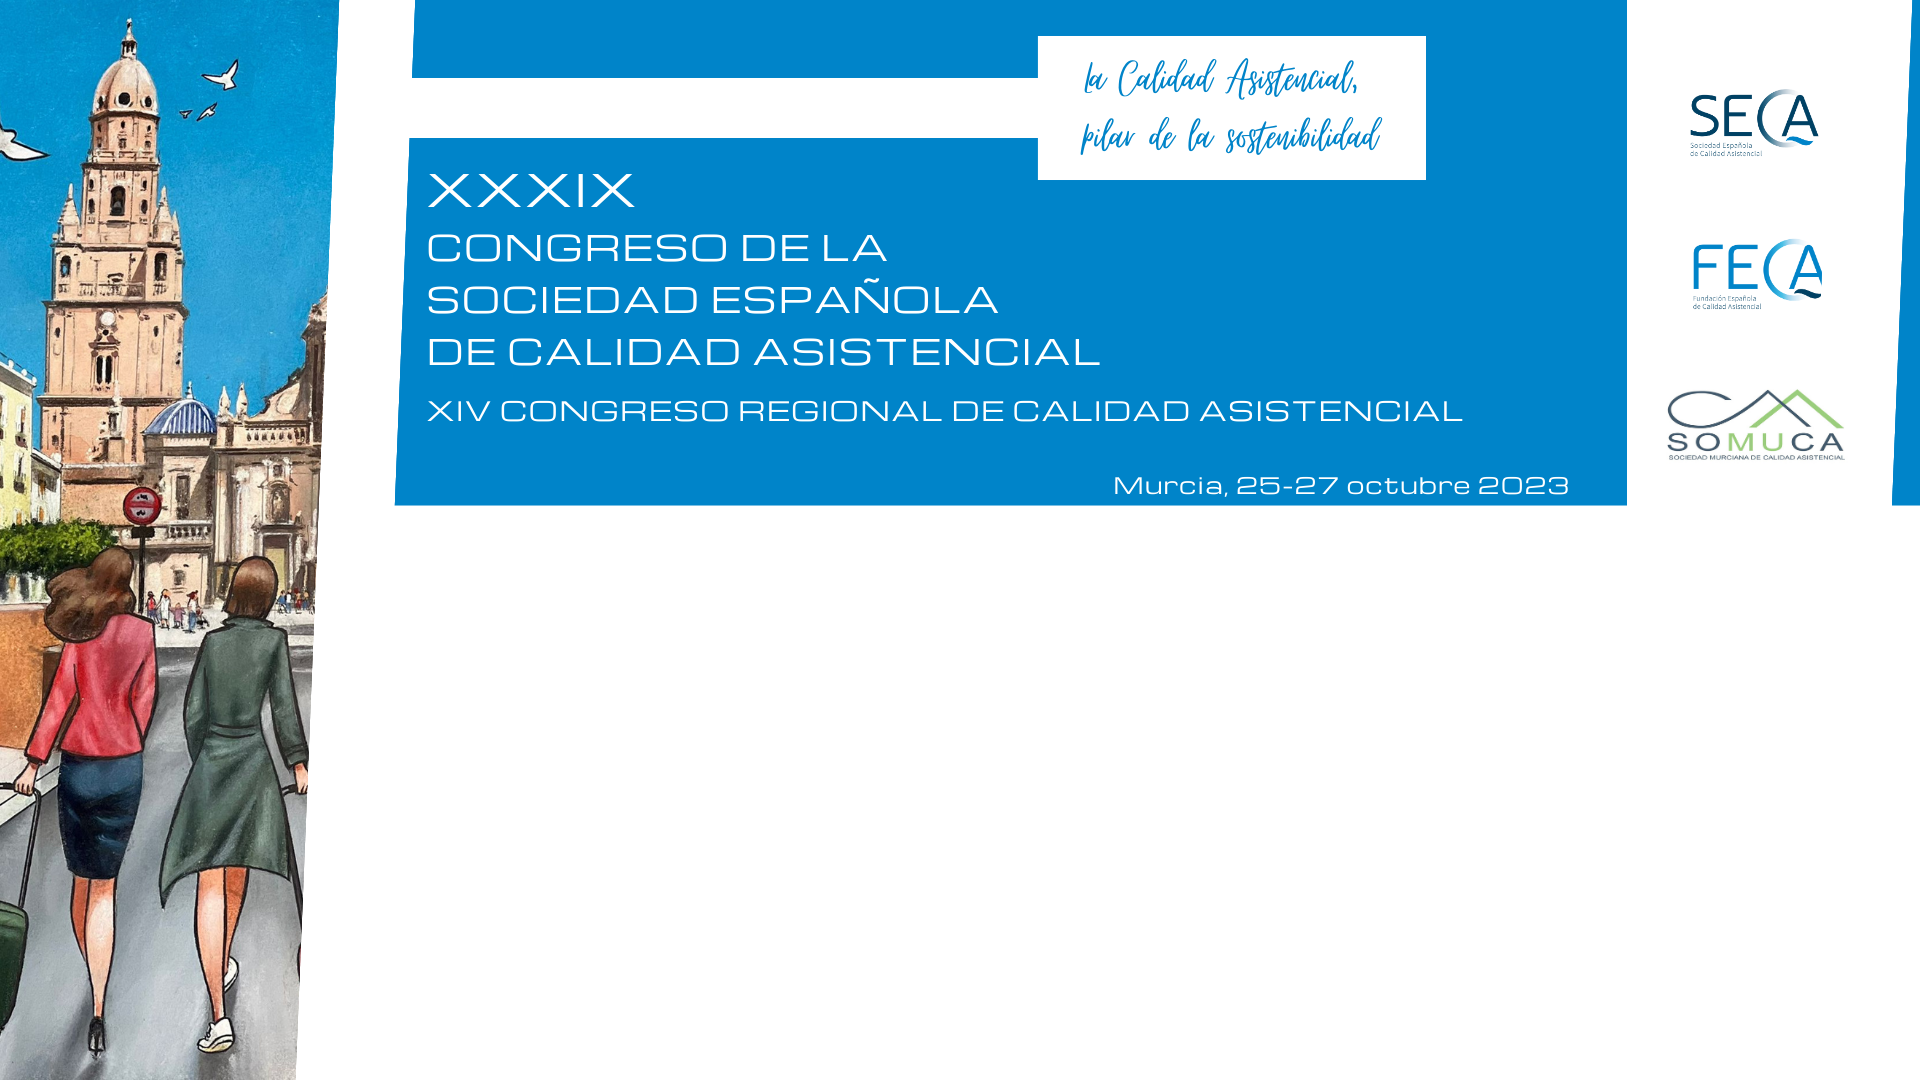 la Calidad Asistencial,
pilar de la sostenibilidad
XXXIX
CONGRESO DE LA
SOCIEDAD ESPAÑOLA
DE CALIDAD ASISTENCIAL
XIV CONGRESO REGIONAL DE CALIDAD ASISTENCIAL
Murcia, 25-27 octubre 2023
SECA
Sociedad Española
de Calidad Asistencial
FECA
Fundación Española
de Calidad Asistencial
SOMUCA
SOCIEDAD MURCIANA DE CALIDAD ASISTENCIAL